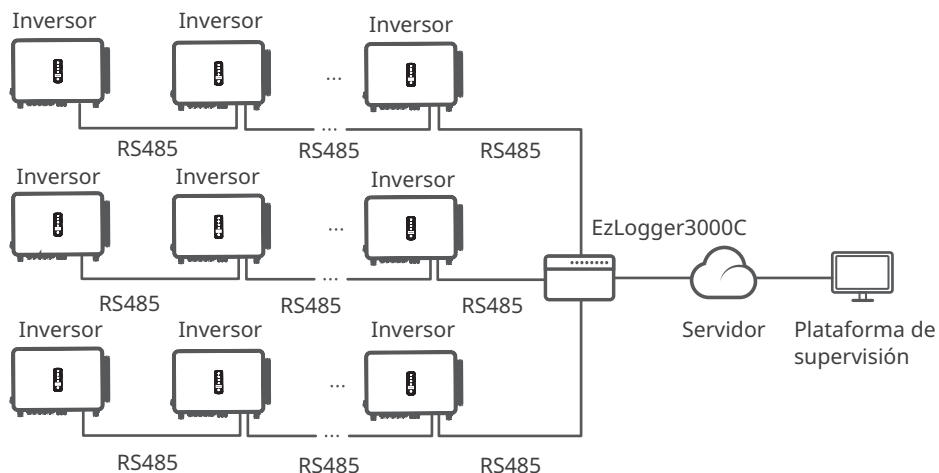 Inversor Inversor Inversor
...
...
RS485 RS485 RS485
Inversor Inversor Inversor
...
EzLogger3000C
...
RS485 RS485 RS485
Servidor Plataforma de
supervisión
Inversor Inversor Inversor
...
...
RS485 RS485 RS485